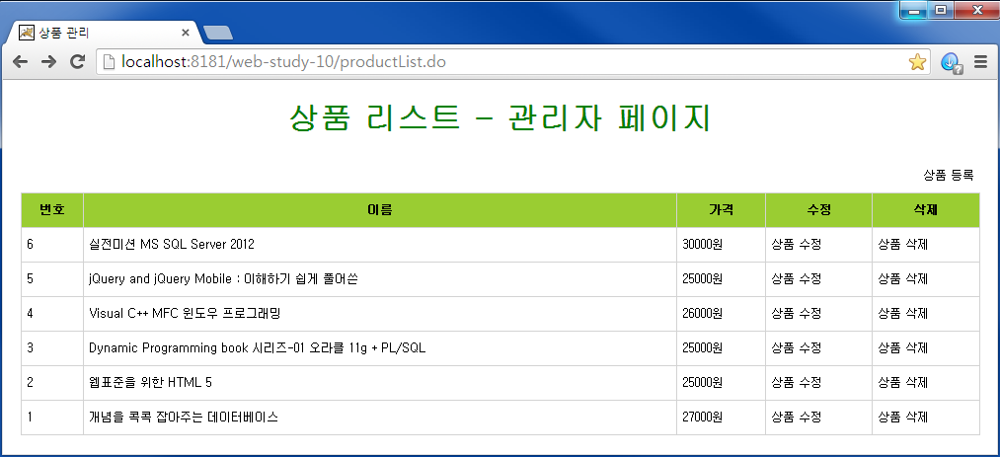 상품 관리
localhost:8181/web-study-10/productList.do
상품 리스트 - 관리자 페이지
상품 등록
번호 이름 가격 수정 삭제
6 실전미션 MS SQL Server 2012 30000원 상품 수정 상품 삭제
5 jQuery and jQuery Mobile : 이해하기 쉽게 풀어쓴 25000원 상품 수정 상품 삭제
4 Visual C++ MFC 윈도우 프로그래밍 26000원 상품 수정 상품 삭제
3 Dynamic Programming book 시리즈-01 오라클 11g + PL/SQL 25000원 상품 수정 상품 삭제
2 웹표준을 위한 HTML 5 25000원 상품 수정 상품 삭제
1 개념을 콕콕 잡아주는 데이터베이스 27000원 상품 수정 상품 삭제